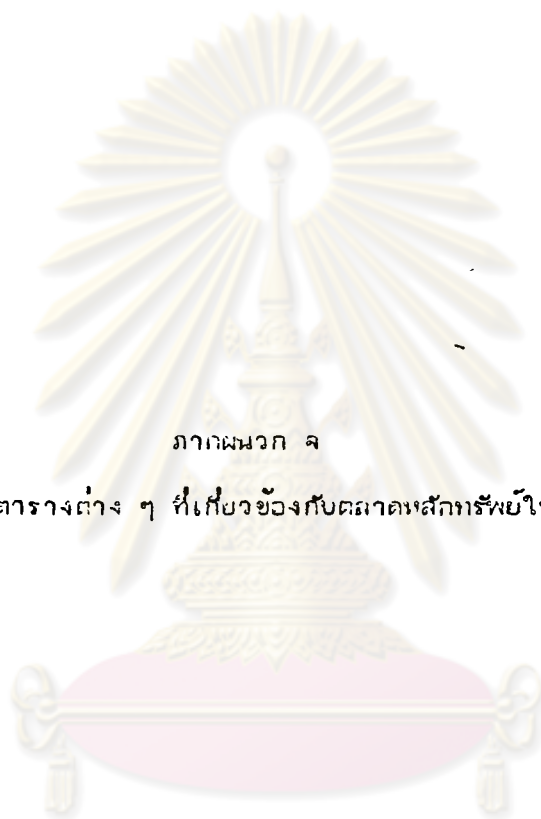 ภาคผนวก จ
ตารางต่าง ๆ ที่เกี่ยวข้องกับตลาดหลักทรัพย์